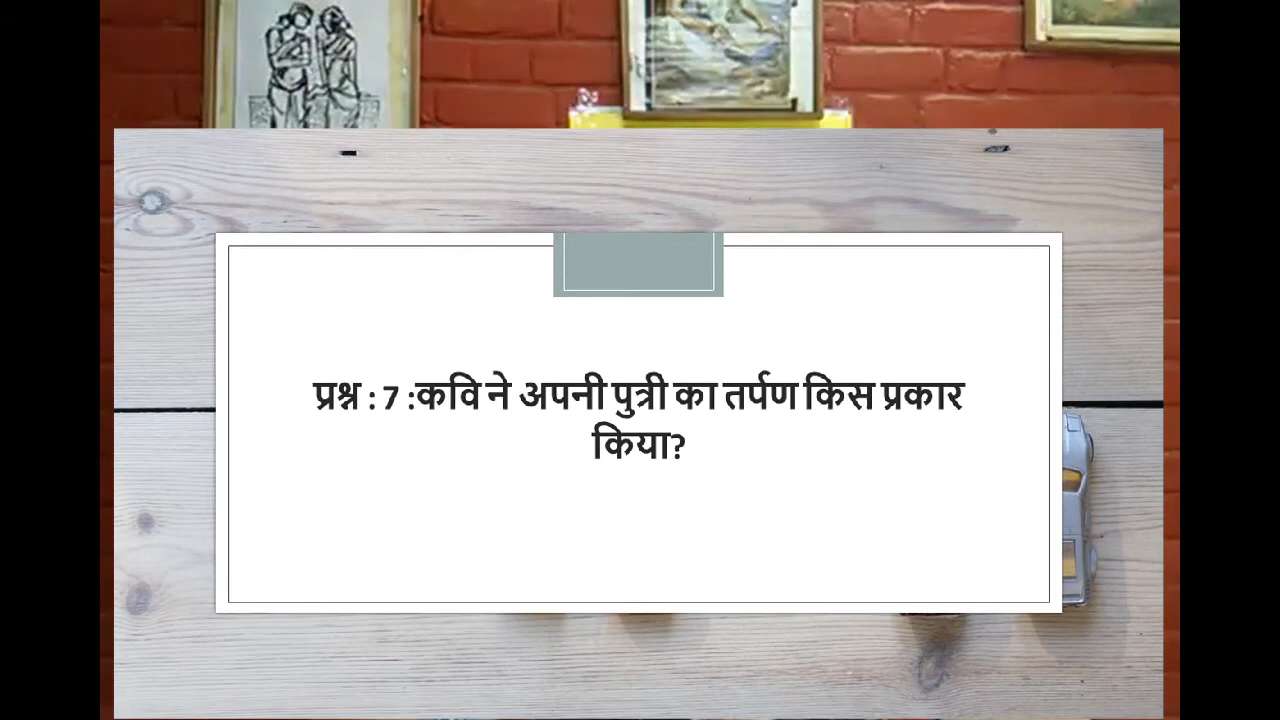 प्रश्न : 7 :कवि ने अपनी पुत्री का तर्पण किस प्रकार
किया?